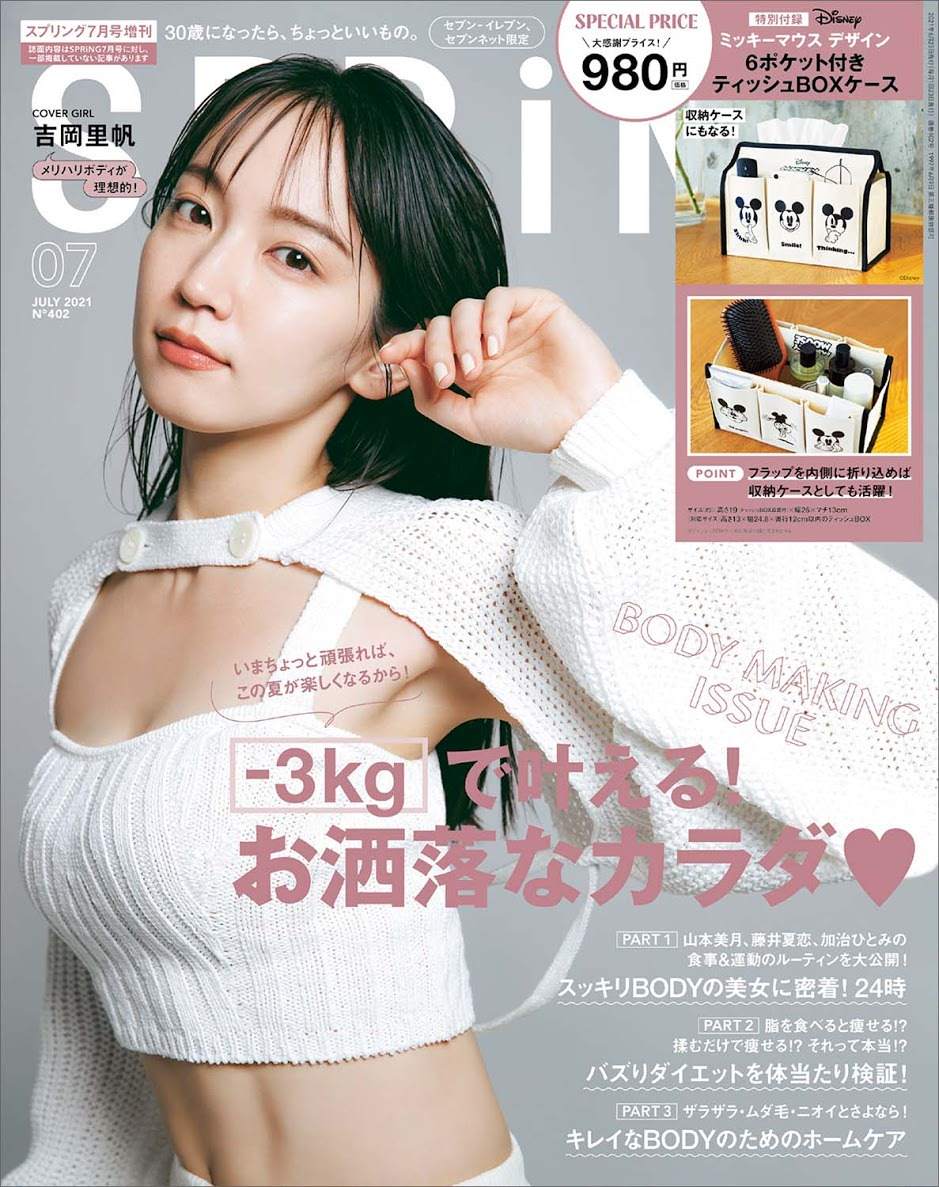 スプリング7月号増刊
誌面内容はSPRiNG7月号に対し、
一部掲載していない記事があります
30歳になったら、ちょっといいもの。
セブン-イレブン、
セブンネット限定
SPRiN
COVER GIRL
吉岡里帆
メリハリボディが
理想的!
07
JULY 2021
N°402
SPECIAL PRICE
\ 大感謝プライス! /
980円
価格
特別付録 Disney
ミッキーマウス デザイン
6ポケット付き
ティッシュBOXケース
収納ケース
にもなる!
Disney
Smile!
Thinking...
©Disney
POINT フラップを内側に折り込めば
収納ケースとしても活躍!
BODY MAKING
ISSUE
いまちょっと頑張れば、
この夏が楽しくなるから!
-3kg で叶える!
お洒落なカラダ♥
PART 1 山本美月、藤井夏恋、加治ひとみの
食事&運動のルーティンを大公開!
スッキリBODYの美女に密着! 24時
PART 2 脂を食べると痩せる!?
揉むだけで痩せる!? それって本当!?
バズりダイエットを体当たり検証!
PART 3 ザラザラ・ムダ毛・ニオイとさよなら!
キレイなBODYのためのホームケア